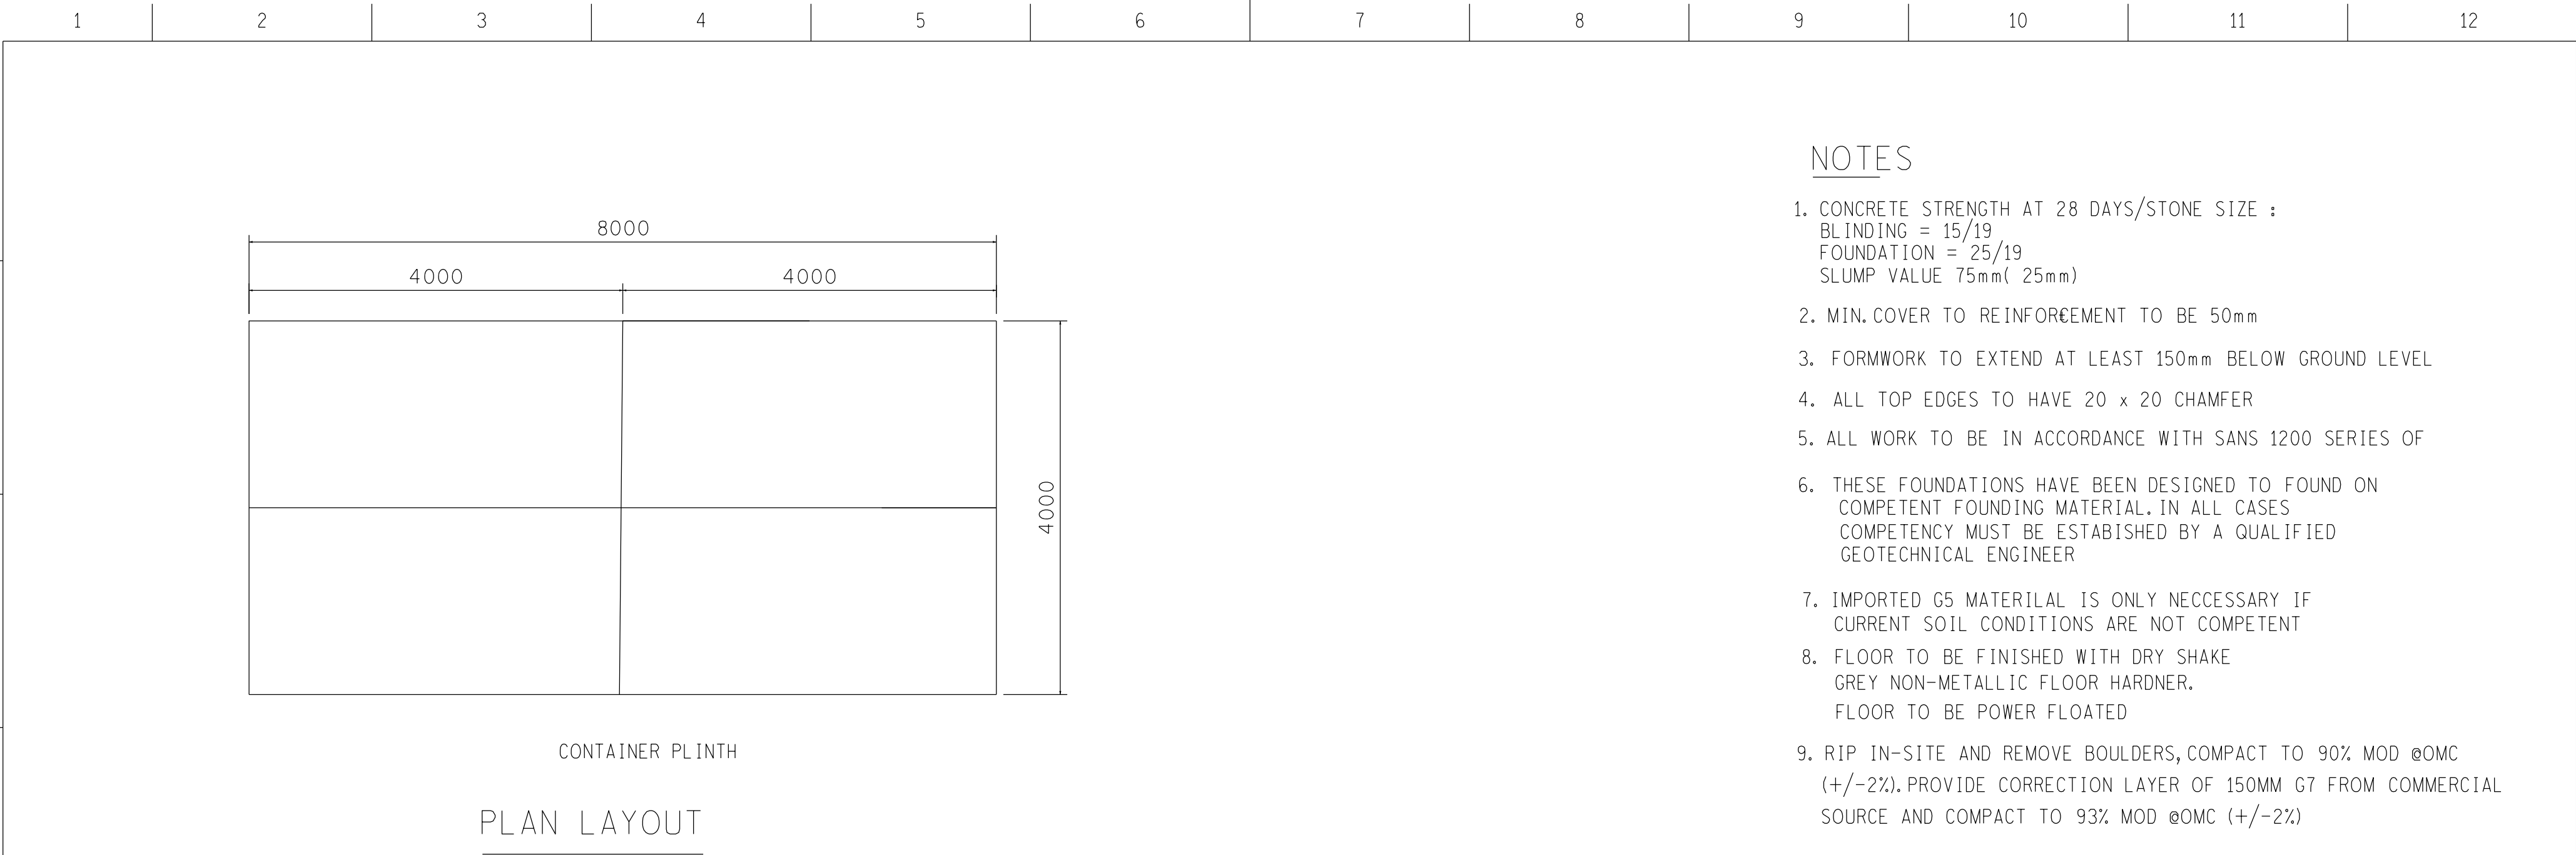 1 2 3 4 5 6 7 8 9 10 11 12
8000
4000 4000
4000
CONTAINER PLINTH
PLAN LAYOUT
NOTES
1. CONCRETE STRENGTH AT 28 DAYS/STONE SIZE :
BLINDING = 15/19
FOUNDATION = 25/19
SLUMP VALUE 75mm( 25mm)
2. MIN.COVER TO REINFORCEMENT TO BE 50mm
3. FORMWORK TO EXTEND AT LEAST 150mm BELOW GROUND LEVEL
4. ALL TOP EDGES TO HAVE 20 x 20 CHAMFER
5. ALL WORK TO BE IN ACCORDANCE WITH SANS 1200 SERIES OF
6. THESE FOUNDATIONS HAVE BEEN DESIGNED TO FOUND ON
COMPETENT FOUNDING MATERIAL.IN ALL CASES
COMPETENCY MUST BE ESTABISHED BY A QUALIFIED
GEOTECHNICAL ENGINEER
7. IMPORTED G5 MATERILAL IS ONLY NECCESSARY IF
CURRENT SOIL CONDITIONS ARE NOT COMPETENT
8. FLOOR TO BE FINISHED WITH DRY SHAKE
GREY NON-METALLIC FLOOR HARDNER.
FLOOR TO BE POWER FLOATED
9. RIP IN-SITE AND REMOVE BOULDERS,COMPACT TO 90% MOD @OMC
(+/-2%).PROVIDE CORRECTION LAYER OF 150MM G7 FROM COMMERCIAL
SOURCE AND COMPACT TO 93% MOD @OMC (+/-2%)